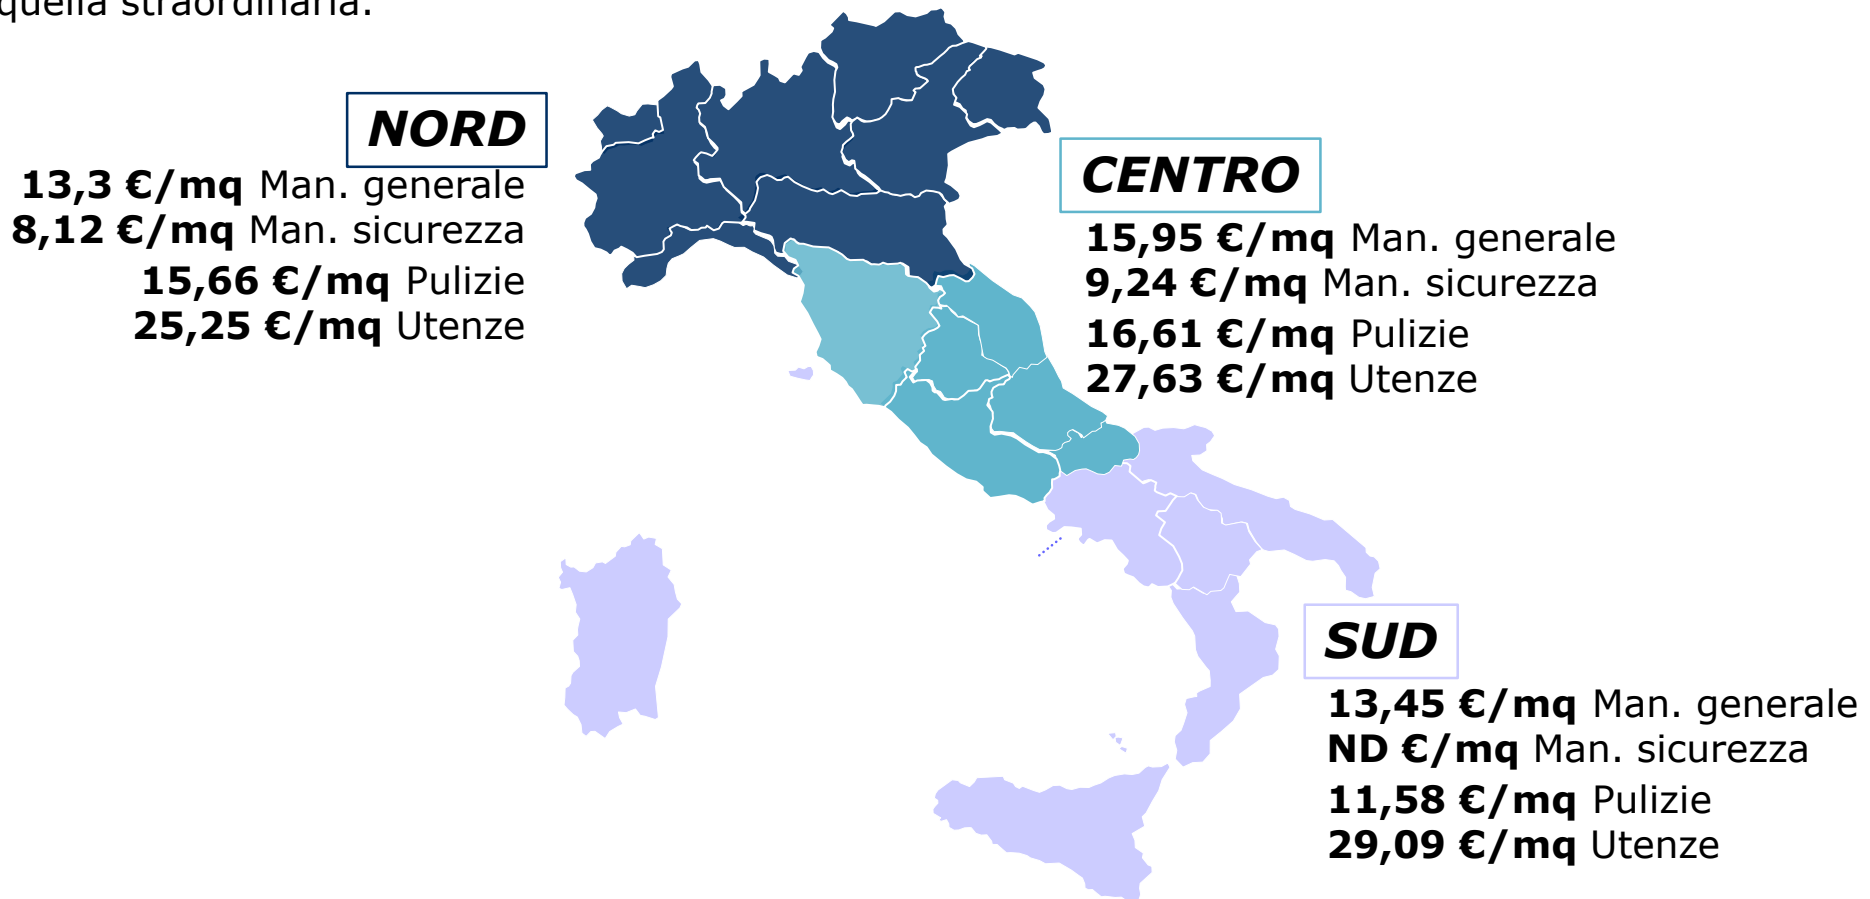 quella straordinaria.
NORD
13,3 €/mq Man. generale
8,12 €/mq Man. sicurezza
15,66 €/mq Pulizie
25,25 €/mq Utenze
CENTRO
15,95 €/mq Man. generale
9,24 €/mq Man. sicurezza
16,61 €/mq Pulizie
27,63 €/mq Utenze
SUD
13,45 €/mq Man. generale
ND €/mq Man. sicurezza
11,58 €/mq Pulizie
29,09 €/mq Utenze